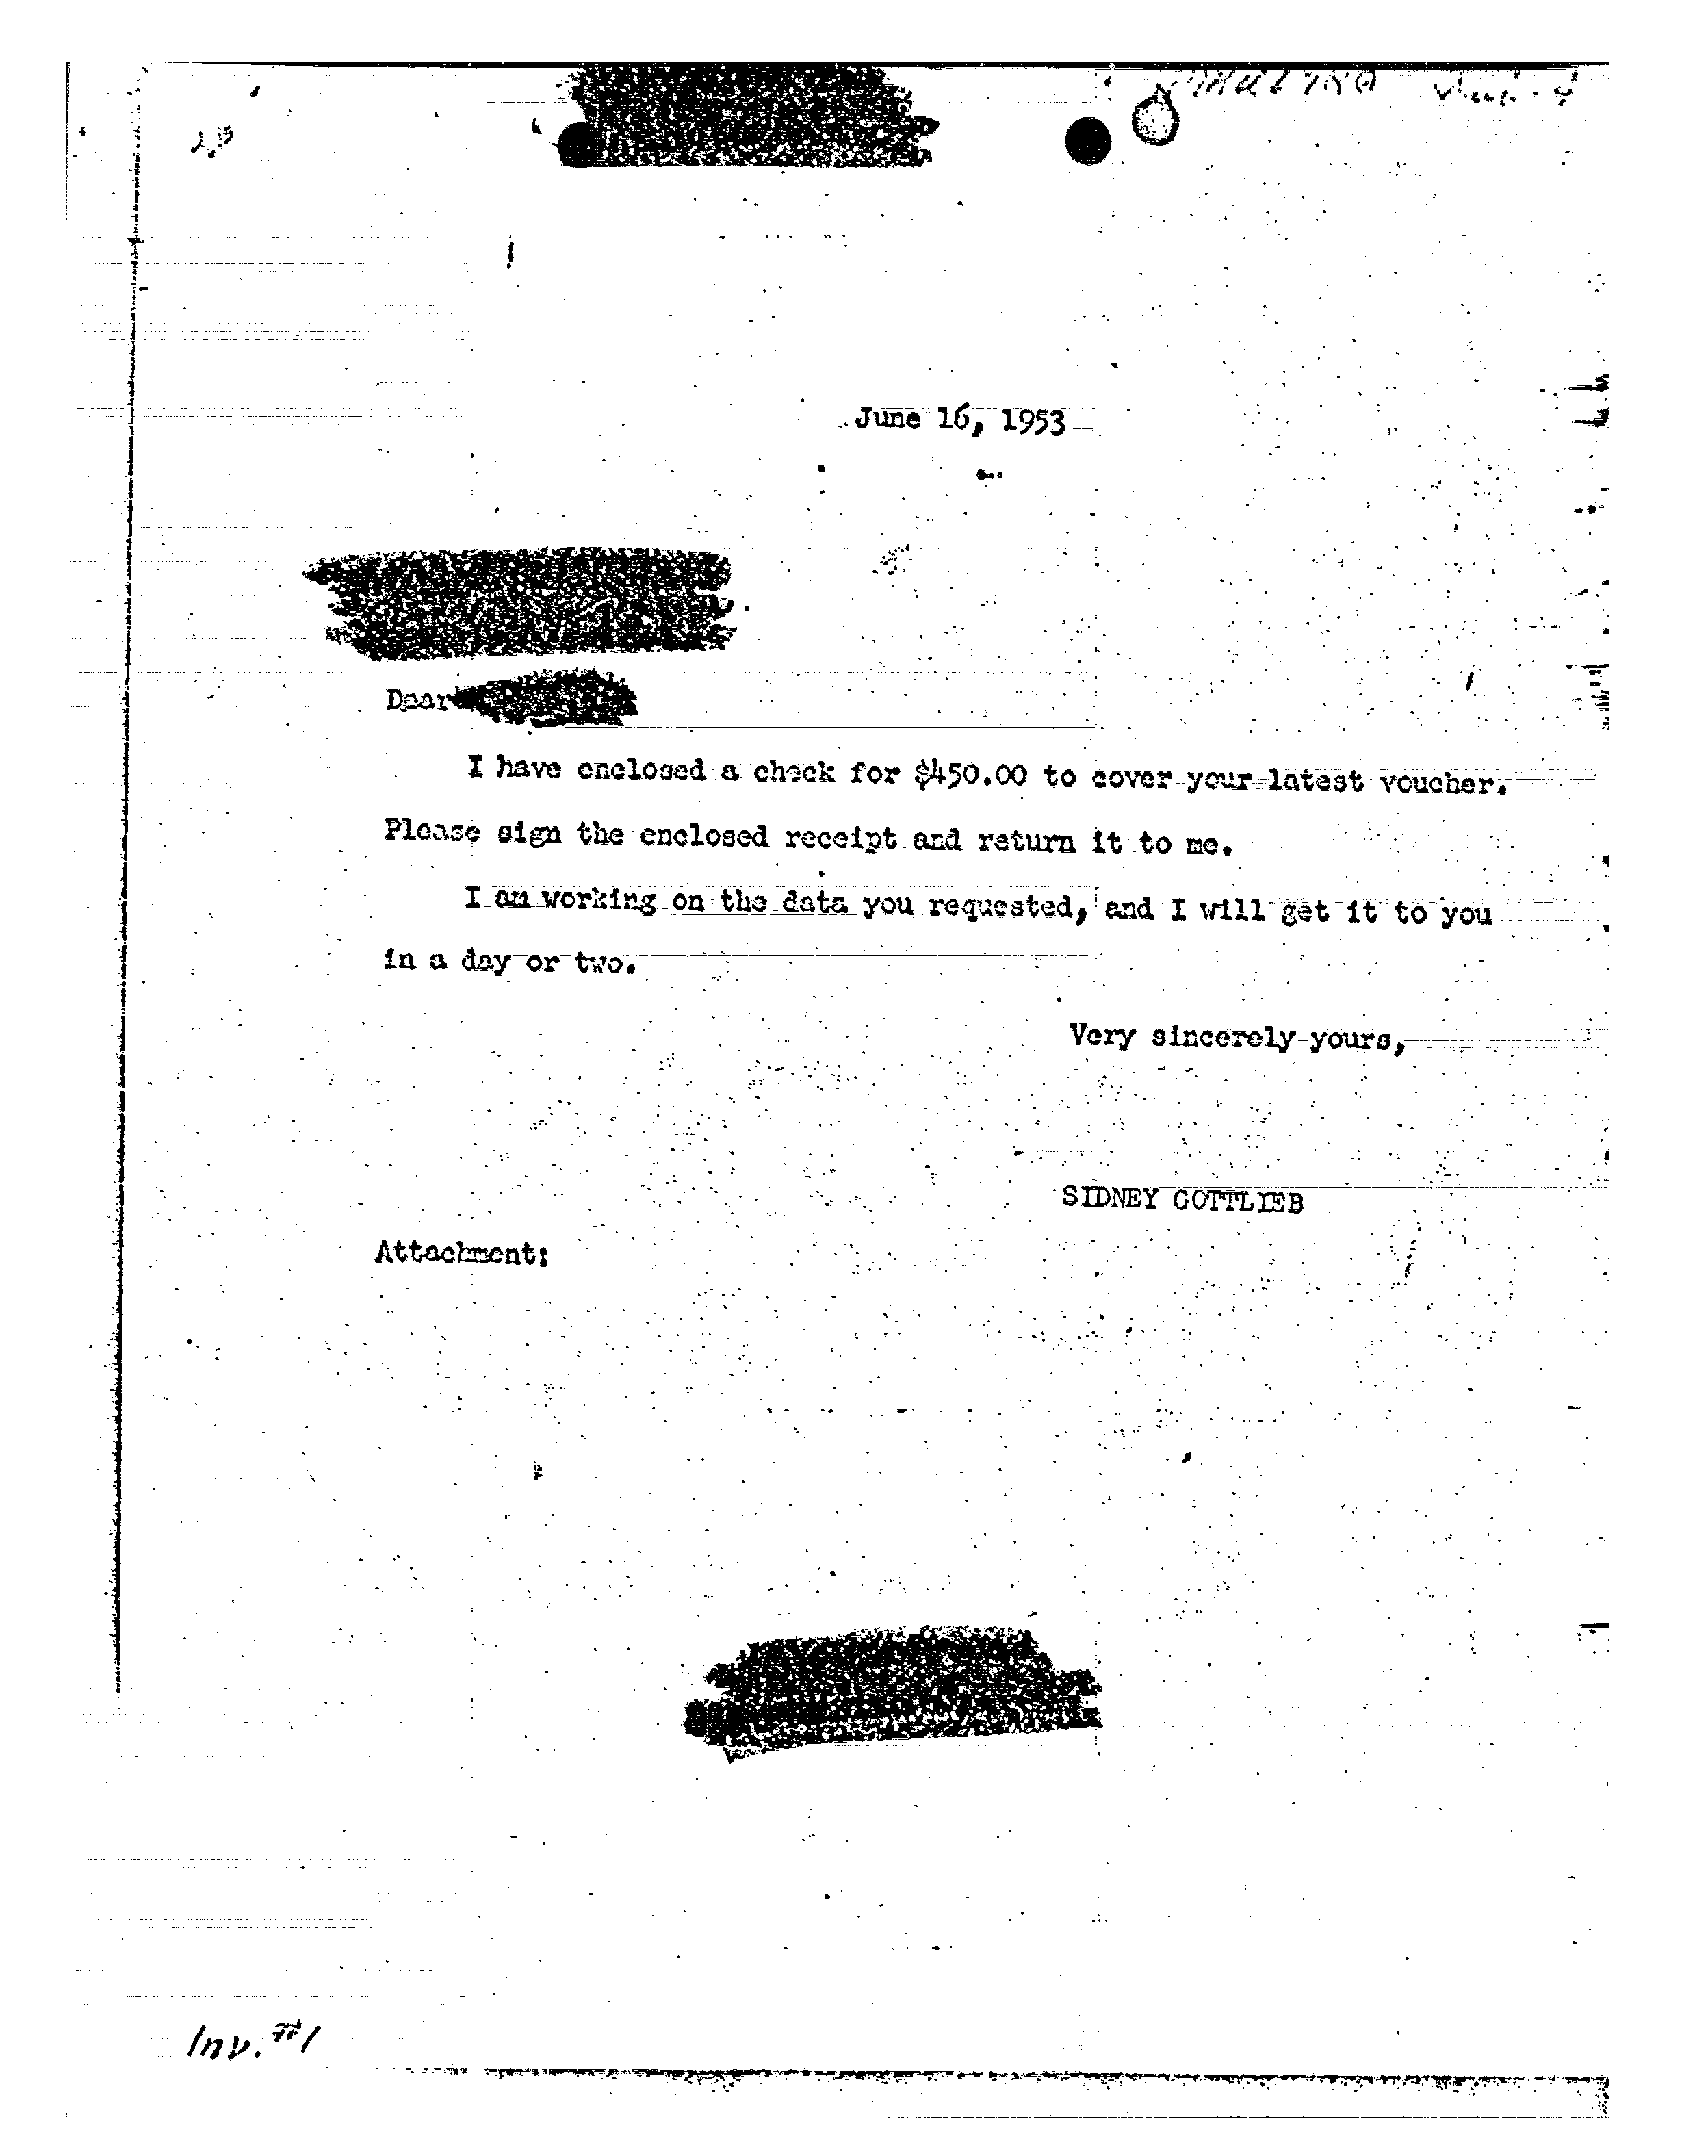 June 16, 1953
Dear
I have enclosed a check for $450.00 to cover your latest voucher.
Please sign the enclosed receipt and return it to me.
I am working on the data you requested, and I will get it to you
in a day or two.
Very sincerely yours,
SIDNEY GOTTLIEB
Attachment:
Inv. #1